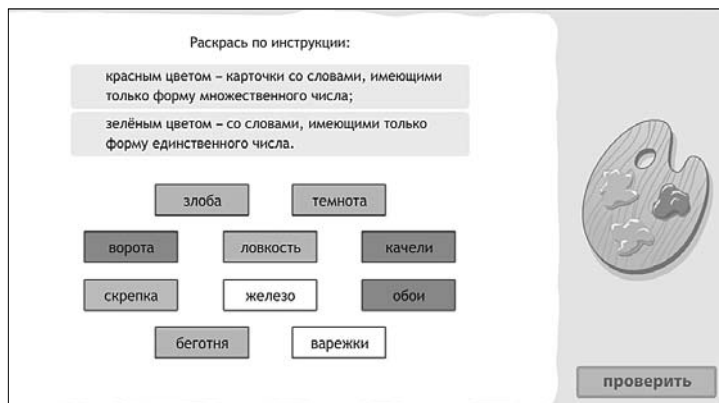 Раскрась по инструкции:
красным цветом – карточки со словами, имеющими
только форму множественного числа;
зелёным цветом – со словами, имеющими только
форму единственного числа.
злоба темнота
ворота ловкость качели
скрепка железо обои
беготня варежки
проверить